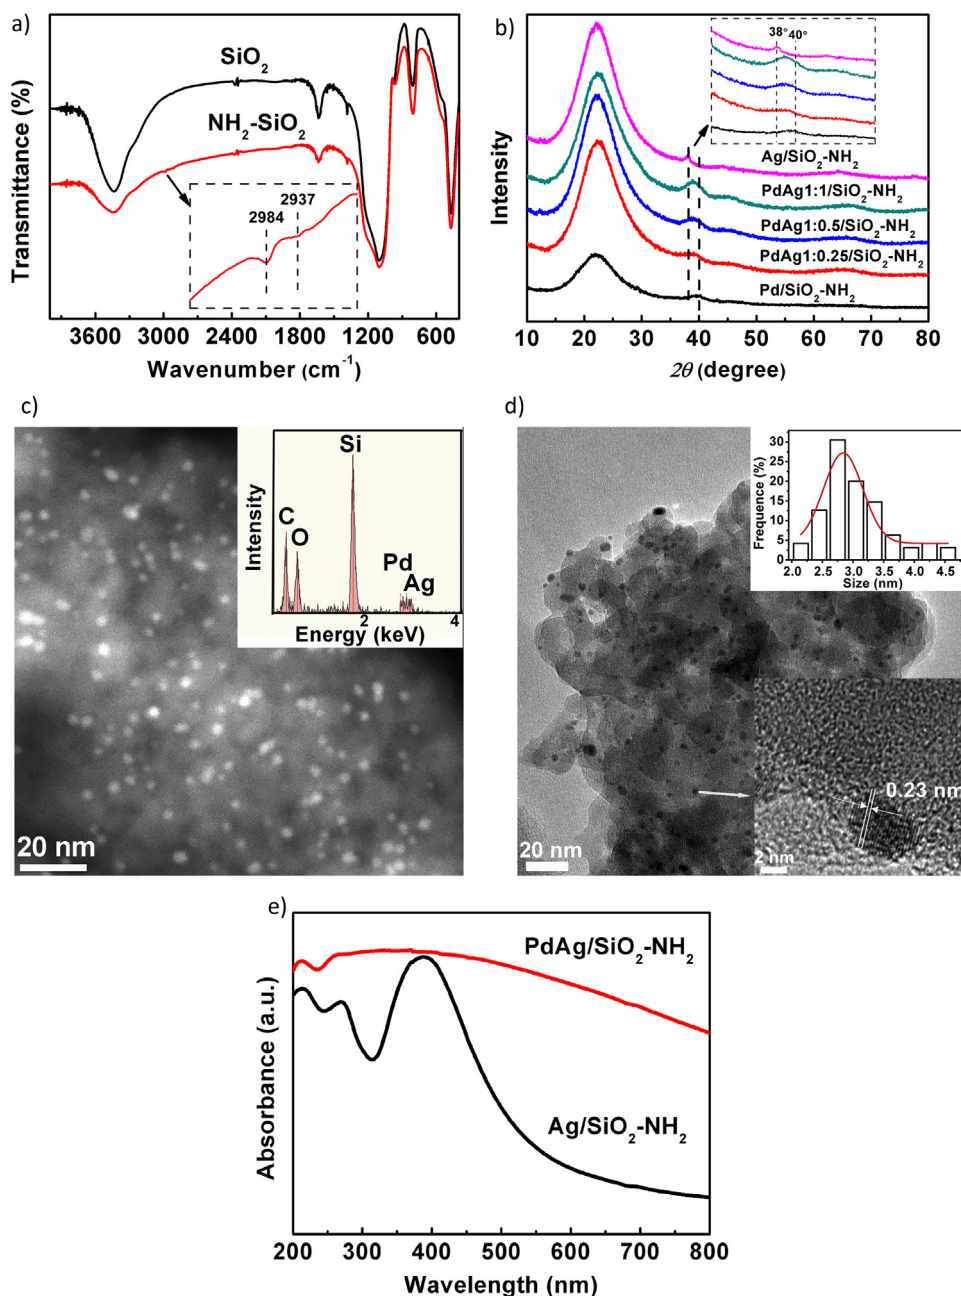 a)
Transmittance (%)
SiO2
NH2-SiO2
2984
2937
3600 3000 2400 1800 1200 600
Wavenumber (cm-1)
b)
Intensity
38° 40°
Ag/SiO2-NH2
PdAg1:1/SiO2-NH2
PdAg1:0.5/SiO2-NH2
PdAg1:0.25/SiO2-NH2
Pd/SiO2-NH2
10 20 30 40 50 60 70 80
2θ (degree)
c)
Intensity
Si
C
O
Pd
Ag
2 4
Energy (keV)
20 nm
d)
Frequence (%)
30
25
20
15
10
5
0
2.0 2.5 3.0 3.5 4.0 4.5
Size (nm)
0.23 nm
20 nm
2 nm
e)
Absorbance (a.u.)
PdAg/SiO2-NH2
Ag/SiO2-NH2
200 300 400 500 600 700 800
Wavelength (nm)